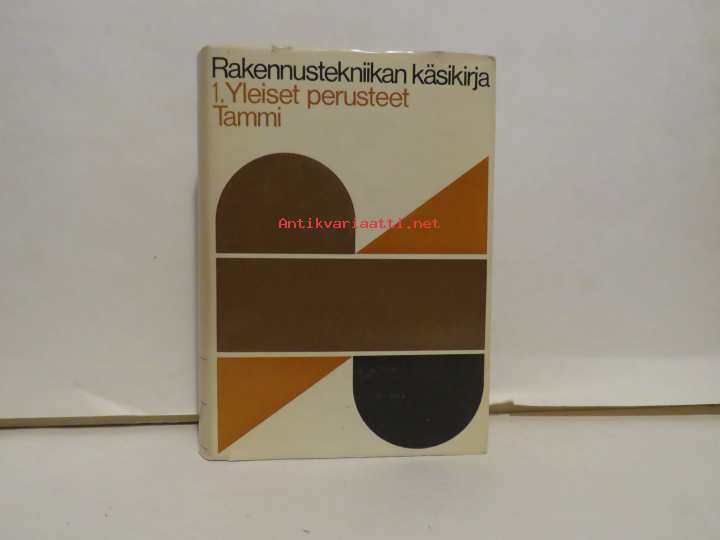 Rakennustekniikan käsikirja
1. Yleiset perusteet
Tammi
Antikvariaatti.net